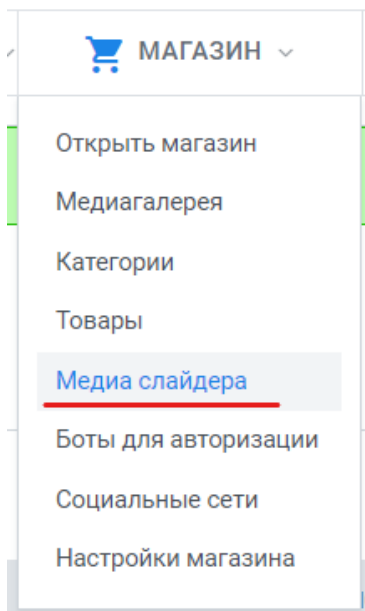 МАГАЗИН
Открыть магазин
Медиагалерея
Категории
Товары
Медиа слайдера
Боты для авторизации
Социальные сети
Настройки магазина